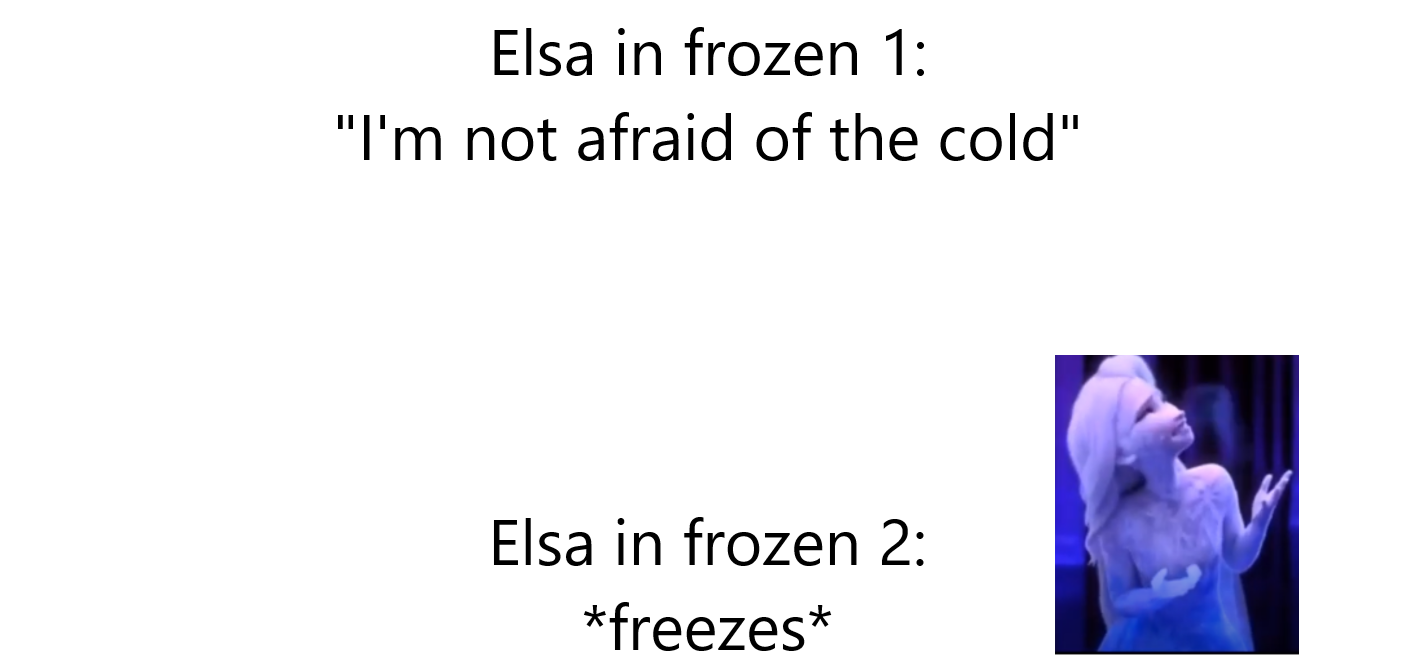 Elsa in frozen 1:
"I'm not afraid of the cold"
Elsa in frozen 2:
*freezes*